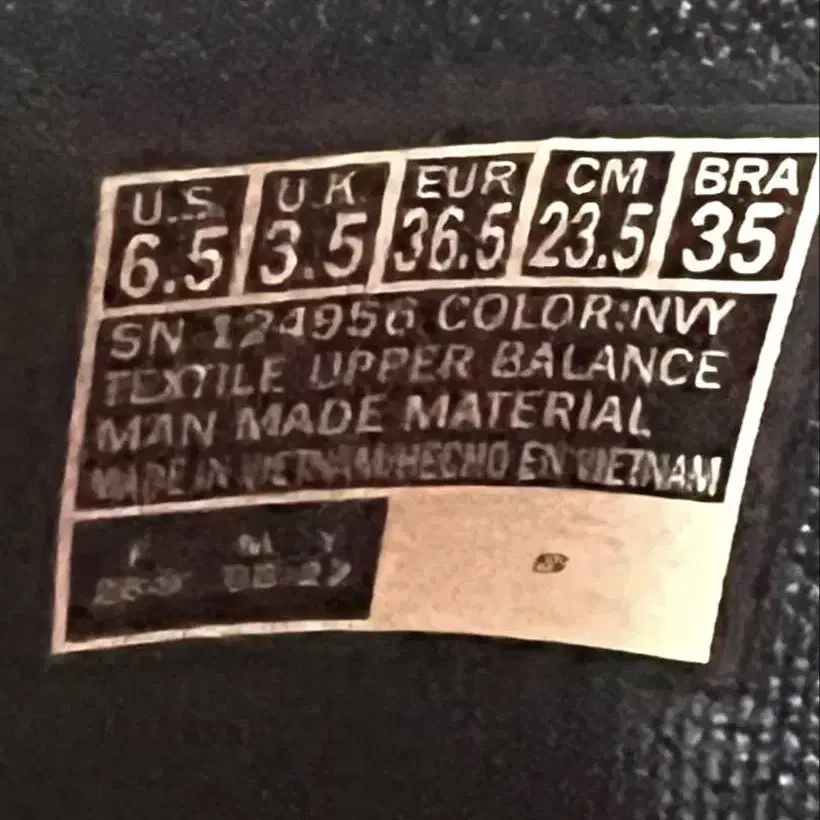 U.S U.K EUR CM BRA
6.5 3.5 36.5 23.5 35
SN 124956 COLOR:NVY
TEXTILE UPPER BALANCE
MAN MADE MATERIAL
MADE IN VIETNAM/HECHO EN VIETNAM
F M Y